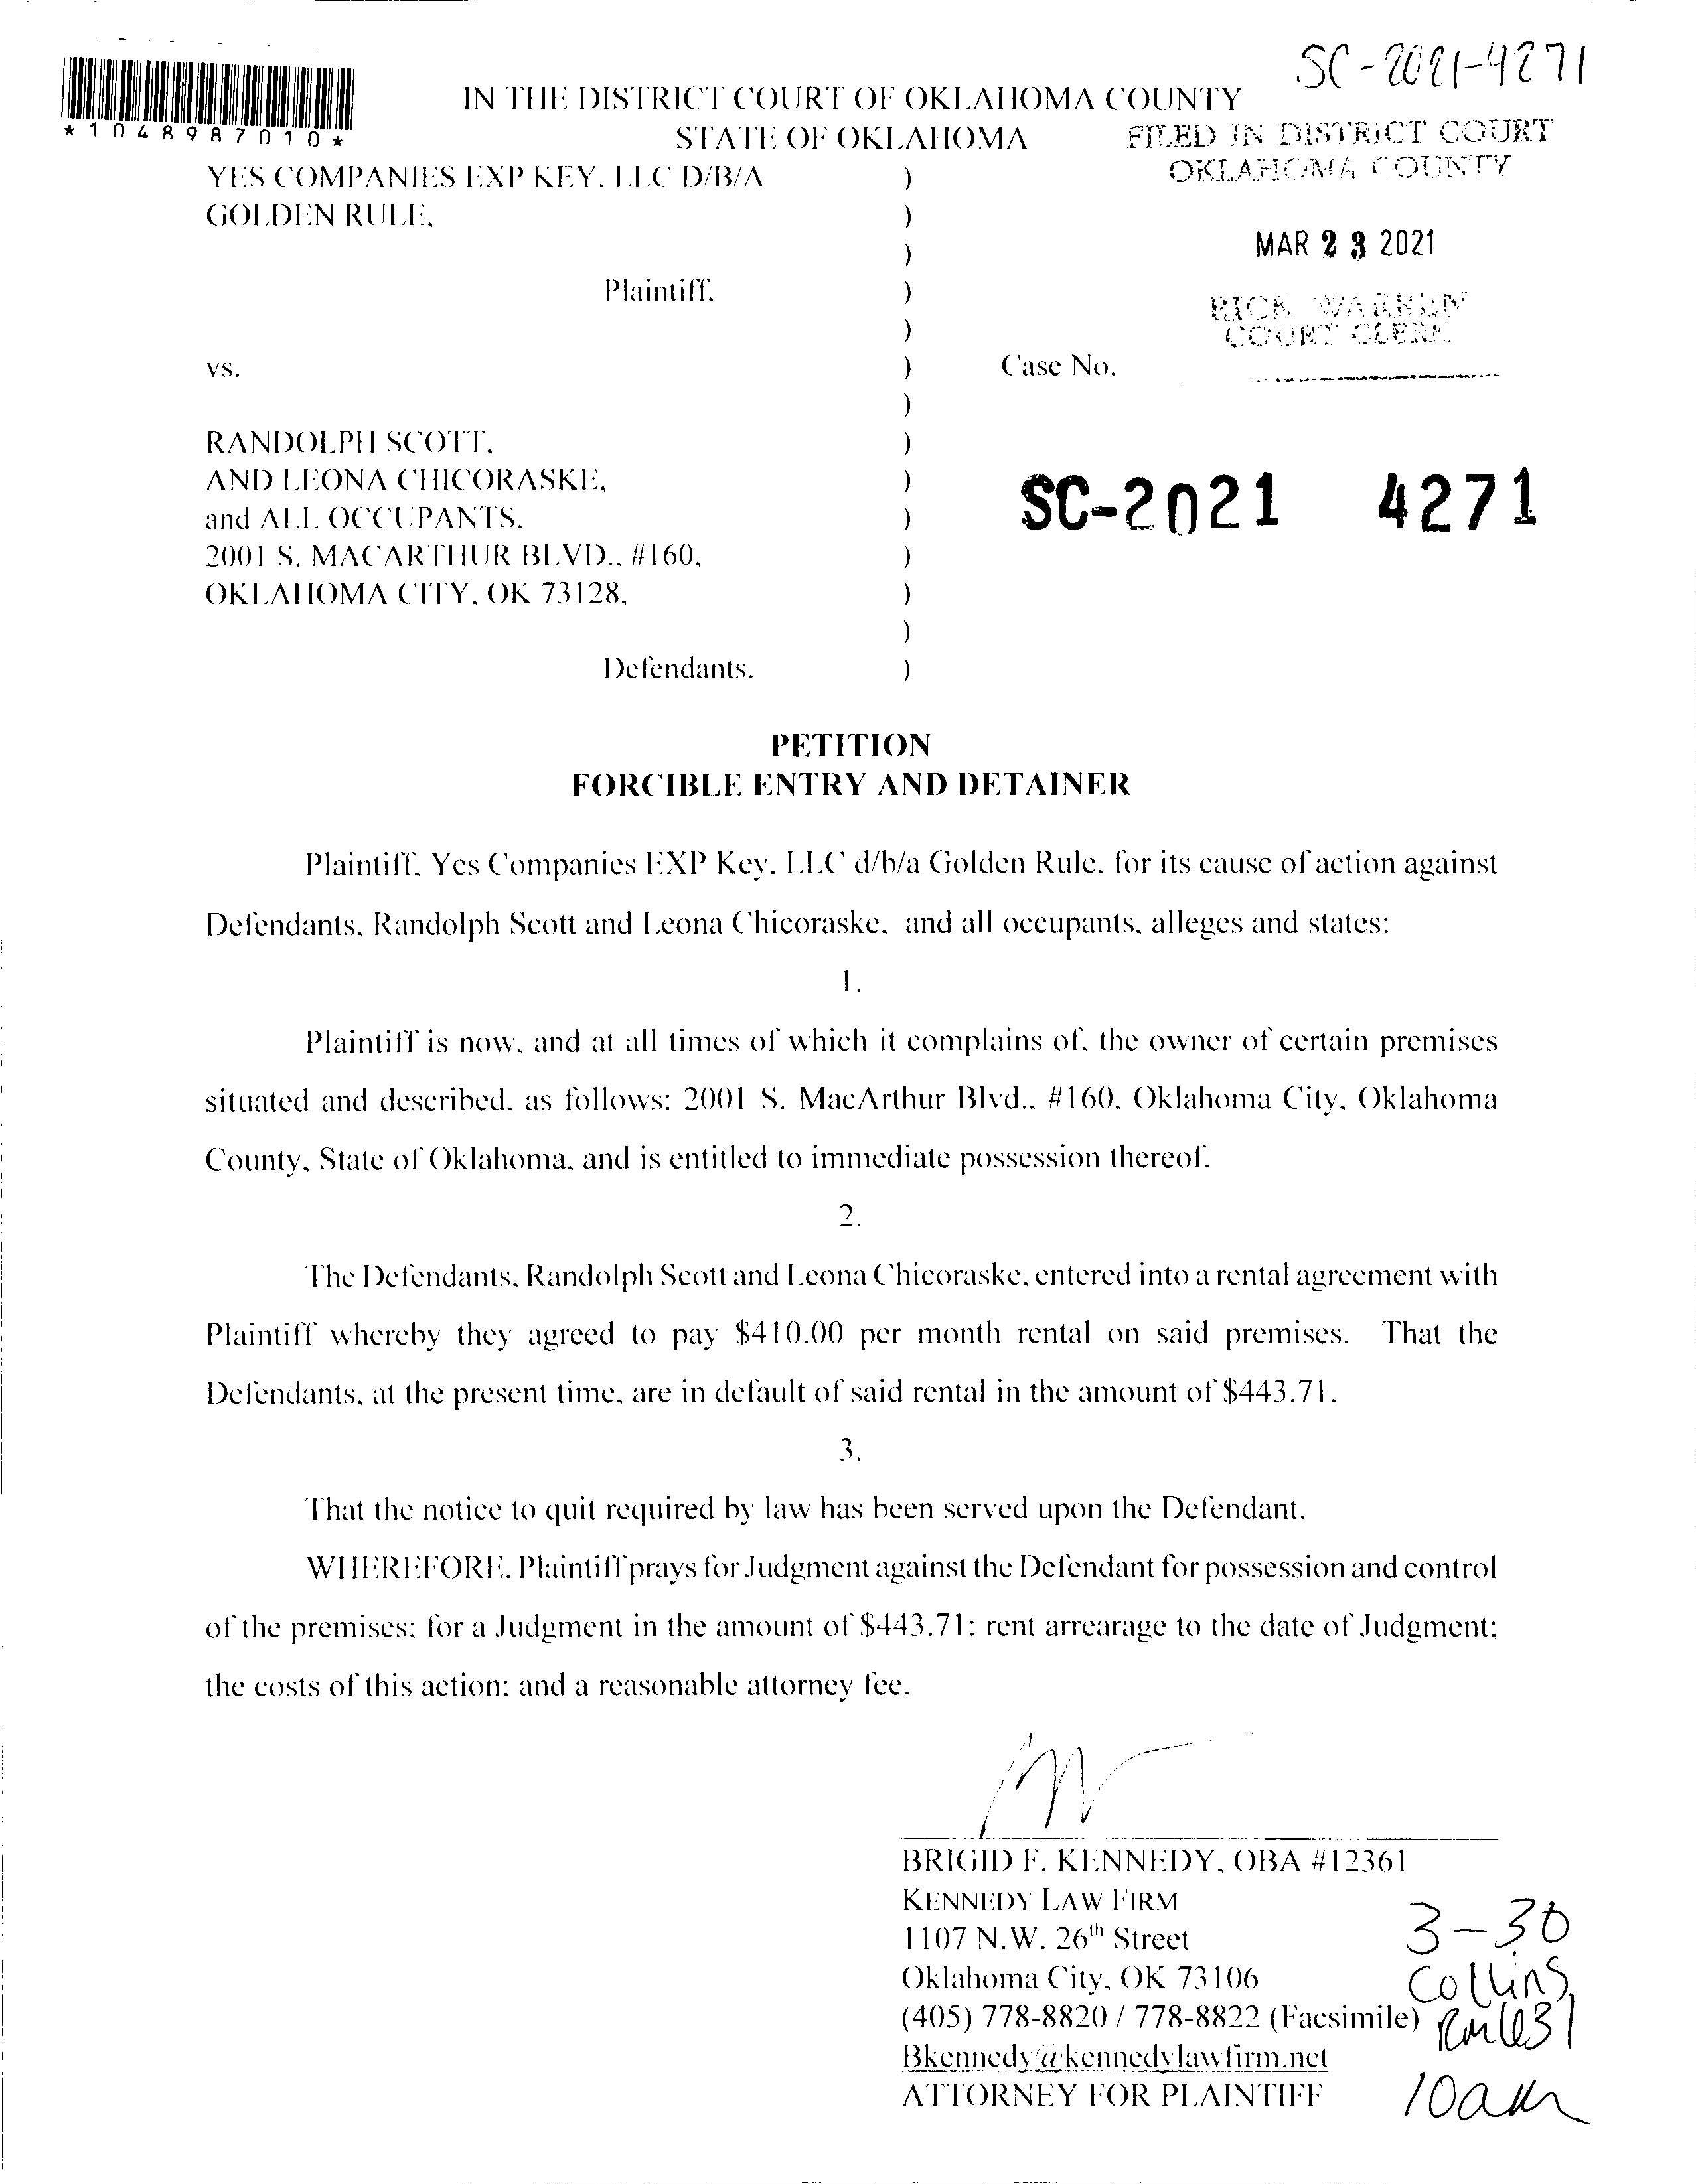 SC-2021-4271
*1048987010*
IN THE DISTRICT COURT OF OKLAHOMA COUNTY
STATE OF OKLAHOMA
FILED IN DISTRICT COURT
OKLAHOMA COUNTY
MAR 23 2021
RICK WARREN
COURT CLERK
YES COMPANIES EXP KEY, LLC D/B/A )
GOLDEN RULE, )
)
Plaintiff, )
)
vs. ) Case No.
)
RANDOLPH SCOTT, )
AND LEONA CHICORASKE, )
and ALL OCCUPANTS, ) SC-2021 4271
2001 S. MACARTHUR BLVD., #160, )
OKLAHOMA CITY, OK 73128, )
)
Defendants. )
PETITION
FORCIBLE ENTRY AND DETAINER
Plaintiff, Yes Companies EXP Key, LLC d/b/a Golden Rule, for its cause of action against
Defendants, Randolph Scott and Leona Chicoraske, and all occupants, alleges and states:
1.
Plaintiff is now, and at all times of which it complains of, the owner of certain premises
situated and described, as follows: 2001 S. MacArthur Blvd., #160, Oklahoma City, Oklahoma
County, State of Oklahoma, and is entitled to immediate possession thereof.
2.
The Defendants, Randolph Scott and Leona Chicoraske, entered into a rental agreement with
Plaintiff whereby they agreed to pay $410.00 per month rental on said premises. That the
Defendants, at the present time, are in default of said rental in the amount of $443.71.
3.
That the notice to quit required by law has been served upon the Defendant.
WHEREFORE, Plaintiff prays for Judgment against the Defendant for possession and control
of the premises; for a Judgment in the amount of $443.71; rent arrearage to the date of Judgment;
the costs of this action; and a reasonable attorney fee.
BRIGID F. KENNEDY, OBA #12361
KENNEDY LAW FIRM
1107 N.W. 26th Street
Oklahoma City, OK 73106
(405) 778-8820 / 778-8822 (Facsimile)
Bkennedy@kennedylawfirm.net
ATTORNEY FOR PLAINTIFF
3-30
Collins
10am